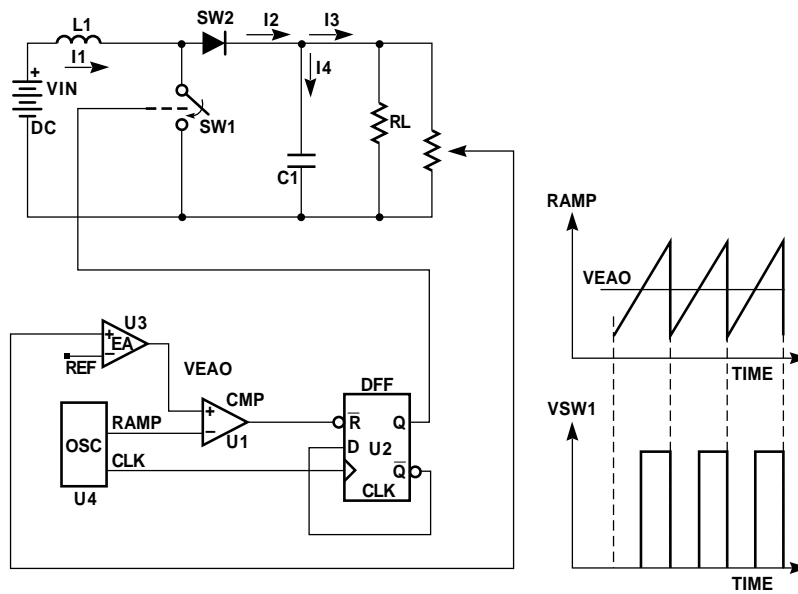 SW2
L1
I2
I3
I1
I4
+
VIN
DC
SW1
RL
C1
RAMP
VEAO
TIME
U3
+
EA
−
REF
VEAO
DFF
CMP
+
−
U1
R̅
Q
D
U2
Q̅
CLK
OSC
RAMP
CLK
U4
VSW1
TIME